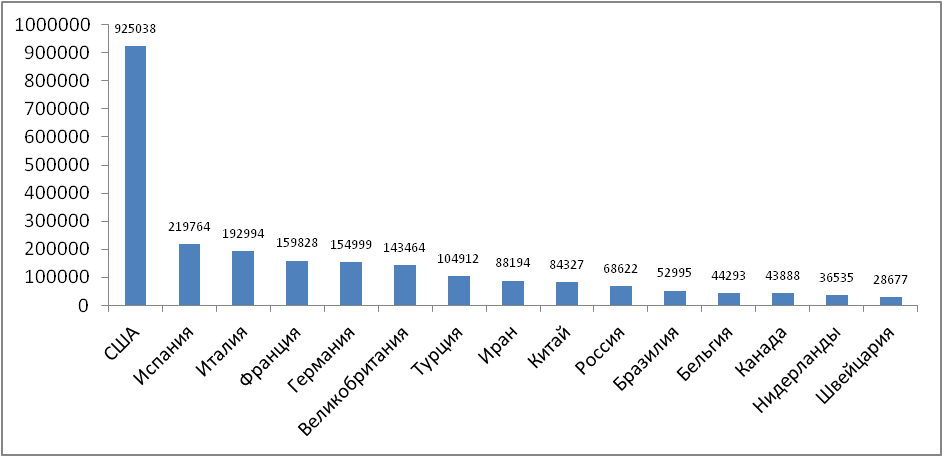 1000000
900000
800000
700000
600000
500000
400000
300000
200000
100000
0
925038
219764
192994
159828
154999
143464
104912
88194
84327
68622
52995
44293
43888
36535
28677
США
Испания
Италия
Франция
Германия
Великобритания
Турция
Иран
Китай
Россия
Бразилия
Бельгия
Канада
Нидерланды
Швейцария